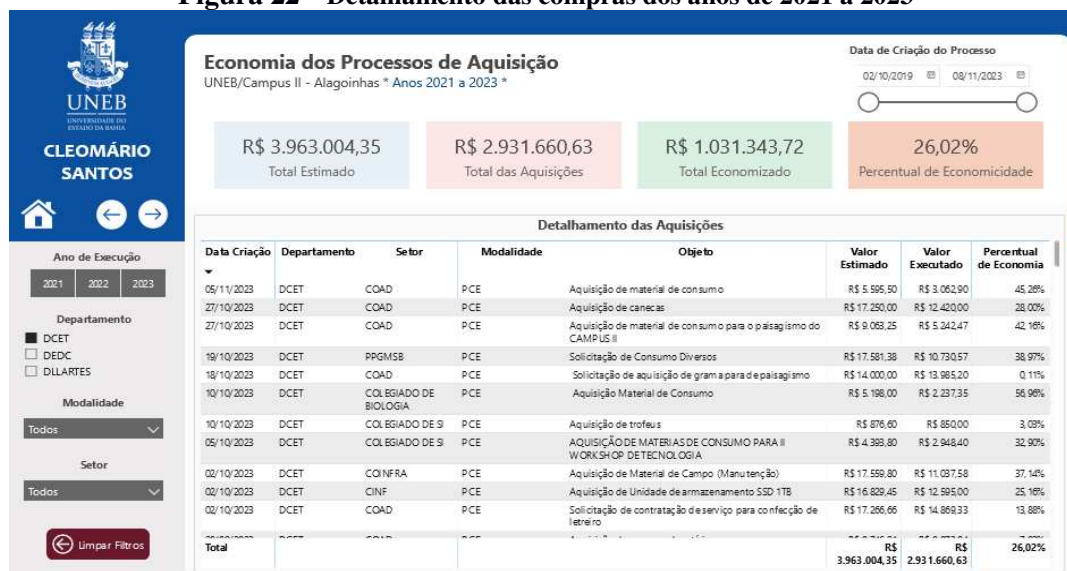 Figura 22 - Detalhamento das compras dos anos de 2021 a 2023
UNEB
UNIVERSIDADE DO
ESTADO DA BAHIA
CLEOMÁRIO
SANTOS
Ano de Execução
2021 2022 2023
Departamento
DCET
DEDC
DLLARTES
Modalidade
Todos
Setor
Todos
Limpar Filtros
Economia dos Processos de Aquisição
UNEB/Campus II - Alagoinhas * Anos 2021 a 2023 *
Data de Criação do Processo
02/10/2019 08/11/2023
R$ 3.963.004,35
Total Estimado
R$ 2.931.660,63
Total das Aquisições
R$ 1.031.343,72
Total Economizado
26,02%
Percentual de Economicidade
Detalhamento das Aquisições
Data Criação Departamento Setor Modalidade Objeto Valor Estimado Valor Executado Percentual de Economia
05/11/2023 DCET COAD PCE Aquisição de material de consumo R$ 5.595,50 R$ 3.062,90 45,26%
27/10/2023 DCET COAD PCE Aquisição de canecas R$ 17.250,00 R$ 12.420,00 28,00%
27/10/2023 DCET COAD PCE Aquisição de material de consumo para o paisagismo do CAMPUS II R$ 9.063,25 R$ 5.242,47 42,16%
19/10/2023 DCET PPGMSB PCE Solicitação de Consumo Diversos R$ 17.581,38 R$ 10.730,57 38,97%
18/10/2023 DCET COAD PCE Solicitação de aquisição de grama para de paisagismo R$ 14.000,00 R$ 13.985,20 0,11%
10/10/2023 DCET COLEGIADO DE BIOLOGIA PCE Aquisição Material de Consumo R$ 5.198,00 R$ 2.237,35 56,96%
10/10/2023 DCET COLEGIADO DE SI PCE Aquisição de trofeus R$ 876,60 R$ 850,00 3,03%
05/10/2023 DCET COLEGIADO DE SI PCE AQUISIÇÃO DE MATERIAS DE CONSUMO PARA II WORKSHOP DE TECNOLOGIA R$ 4.393,80 R$ 2.948,40 32,90%
02/10/2023 DCET COINFRA PCE Aquisição de Material de Campo (Manutenção) R$ 17.559,80 R$ 11.037,58 37,14%
02/10/2023 DCET CINF PCE Aquisição de Unidade de armazenamento SSD 1TB R$ 16.829,45 R$ 12.595,00 25,16%
02/10/2023 DCET COAD PCE Solicitação de contratação de serviço para confecção de letreiro R$ 17.266,66 R$ 14.869,33 13,88%
Total R$ 3.963.004,35 R$ 2.931.660,63 26,02%